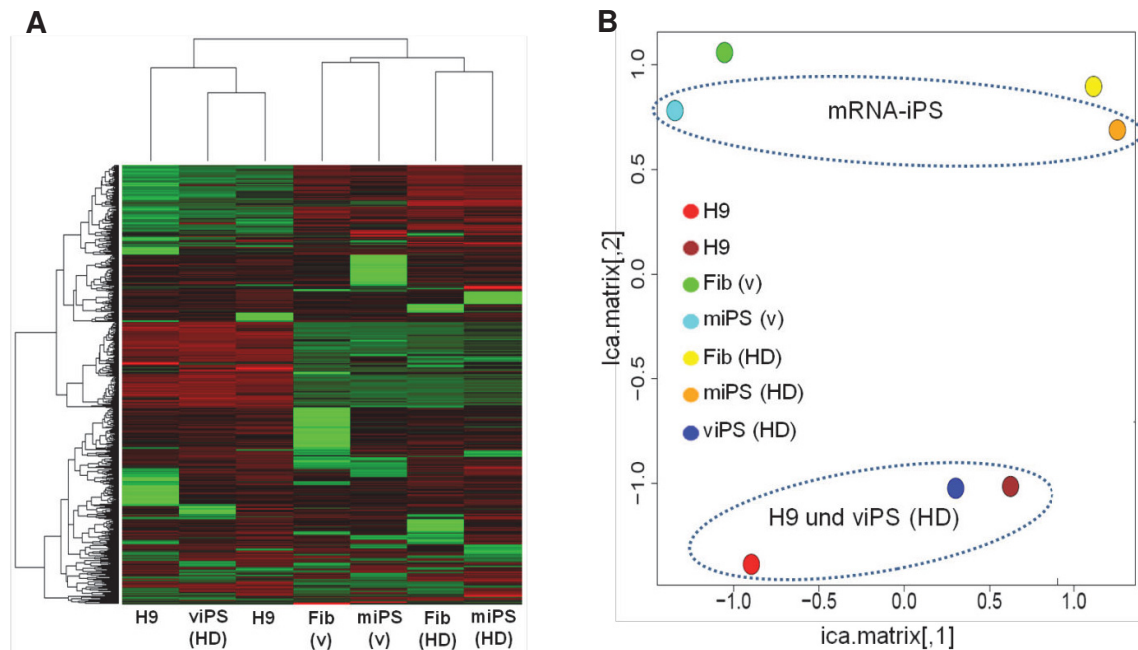 A
H9
viPS
(HD)
H9
Fib
(v)
miPS
(v)
Fib
(HD)
miPS
(HD)
B
mRNA-iPS
H9
H9
Fib (v)
miPS (v)
Fib (HD)
miPS (HD)
viPS (HD)
H9 und viPS (HD)
Ica.matrix[,2]
1.0
0.5
0.0
−0.5
−1.0
−1.0
−0.5
0.0
0.5
1.0
ica.matrix[,1]